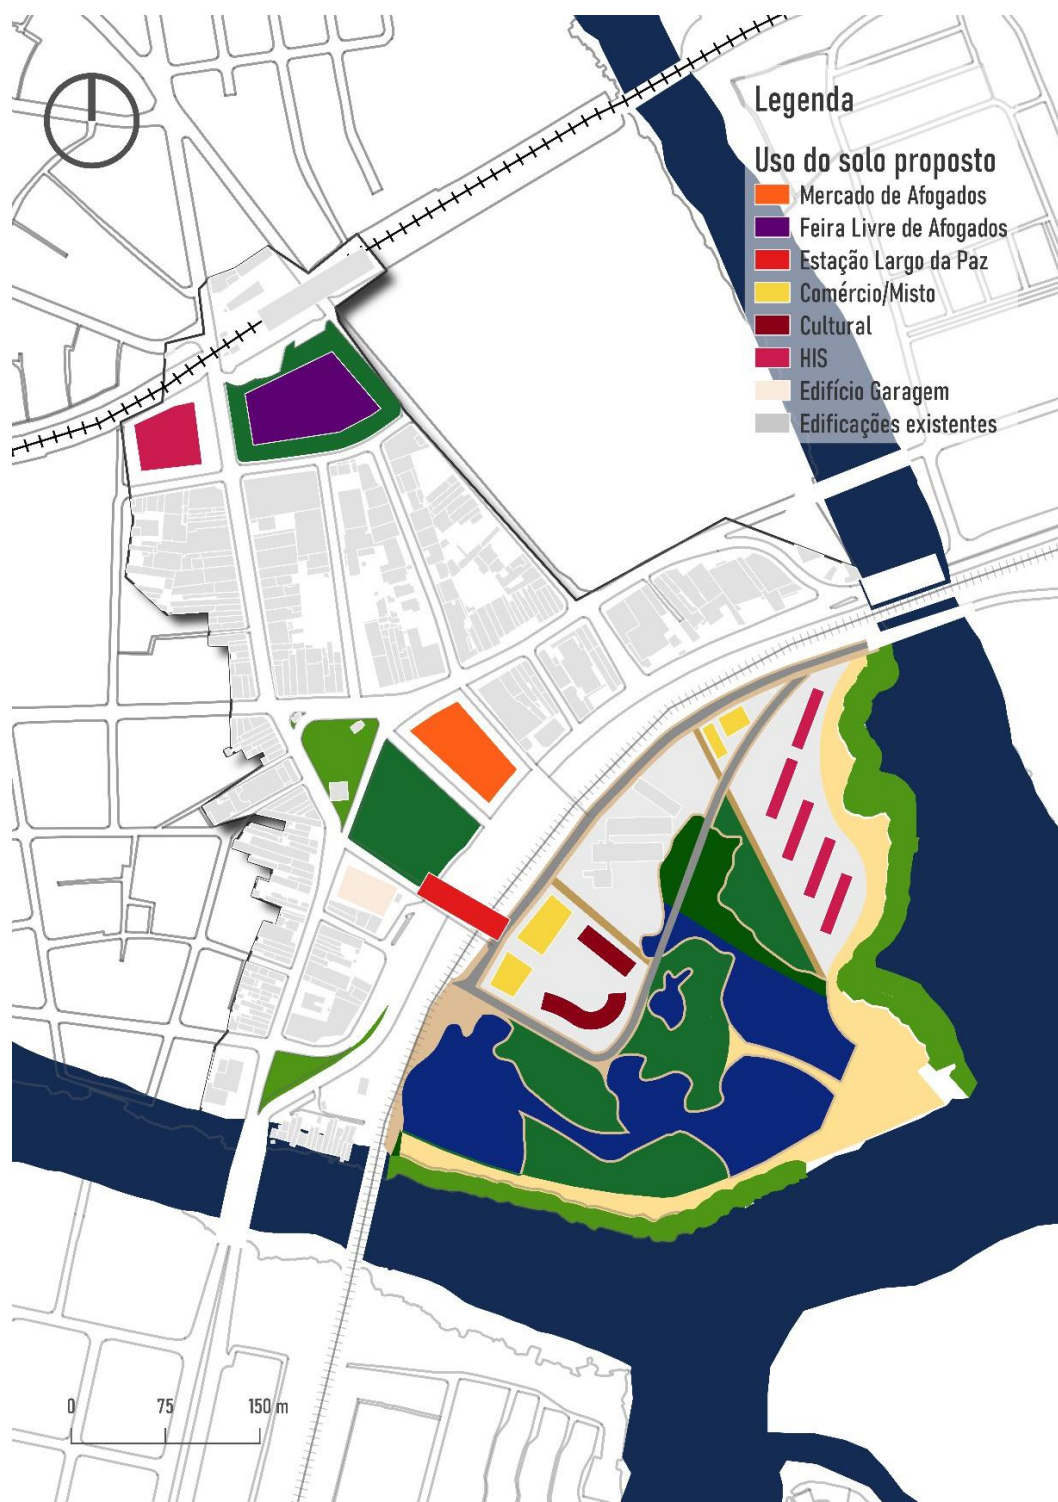 Legenda
Uso do solo proposto
Mercado de Afogados
Feira Livre de Afogados
Estação Largo da Paz
Comércio/Misto
Cultural
HIS
Edifício Garagem
Edificações existentes
0 75 150 m